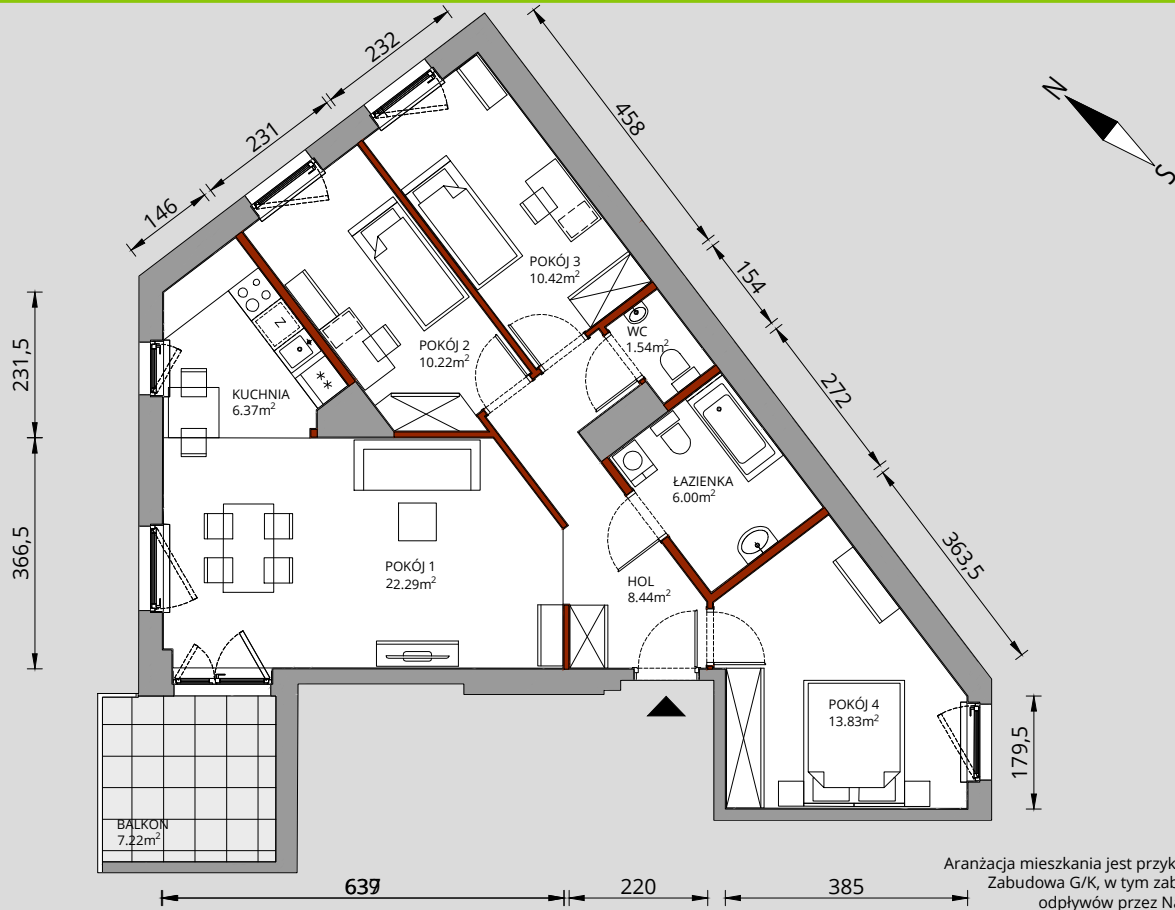 232
231
146
458
N
S
154
272
363,5
231,5
366,5
179,5
POKÓJ 3
10.42m²
WC
1.54m²
POKÓJ 2
10.22m²
Z
KUCHNIA
6.37m²
ŁAZIENKA
6.00m²
POKÓJ 1
22.29m²
HOL
8.44m²
POKÓJ 4
13.83m²
BALKON
7.22m²
220
385
Aranżacja mieszkania jest przyk
Zabudowa G/K, w tym zab
odpływów przez N